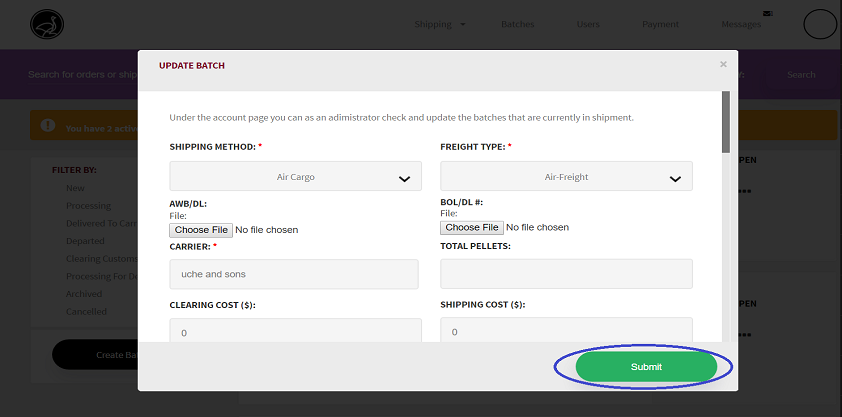 Shipping Batches Users Payment Messages
Search for orders or ship Search
UPDATE BATCH ×
You have 2 active
Under the account page you can as an adimistrator check and update the batches that are currently in shipment.
SHIPPING METHOD: * FREIGHT TYPE: *
Air Cargo Air-Freight
AWB/DL: BOL/DL #:
File: File:
Choose File No file chosen Choose File No file chosen
CARRIER: * TOTAL PELLETS:
uche and sons
CLEARING COST ($): SHIPPING COST ($):
0 0
Submit
FILTER BY:
New
Processing
Delivered To Carr
Departed
Clearing Customs
Processing For De
Archived
Cancelled
Create Bat
PEN
PEN